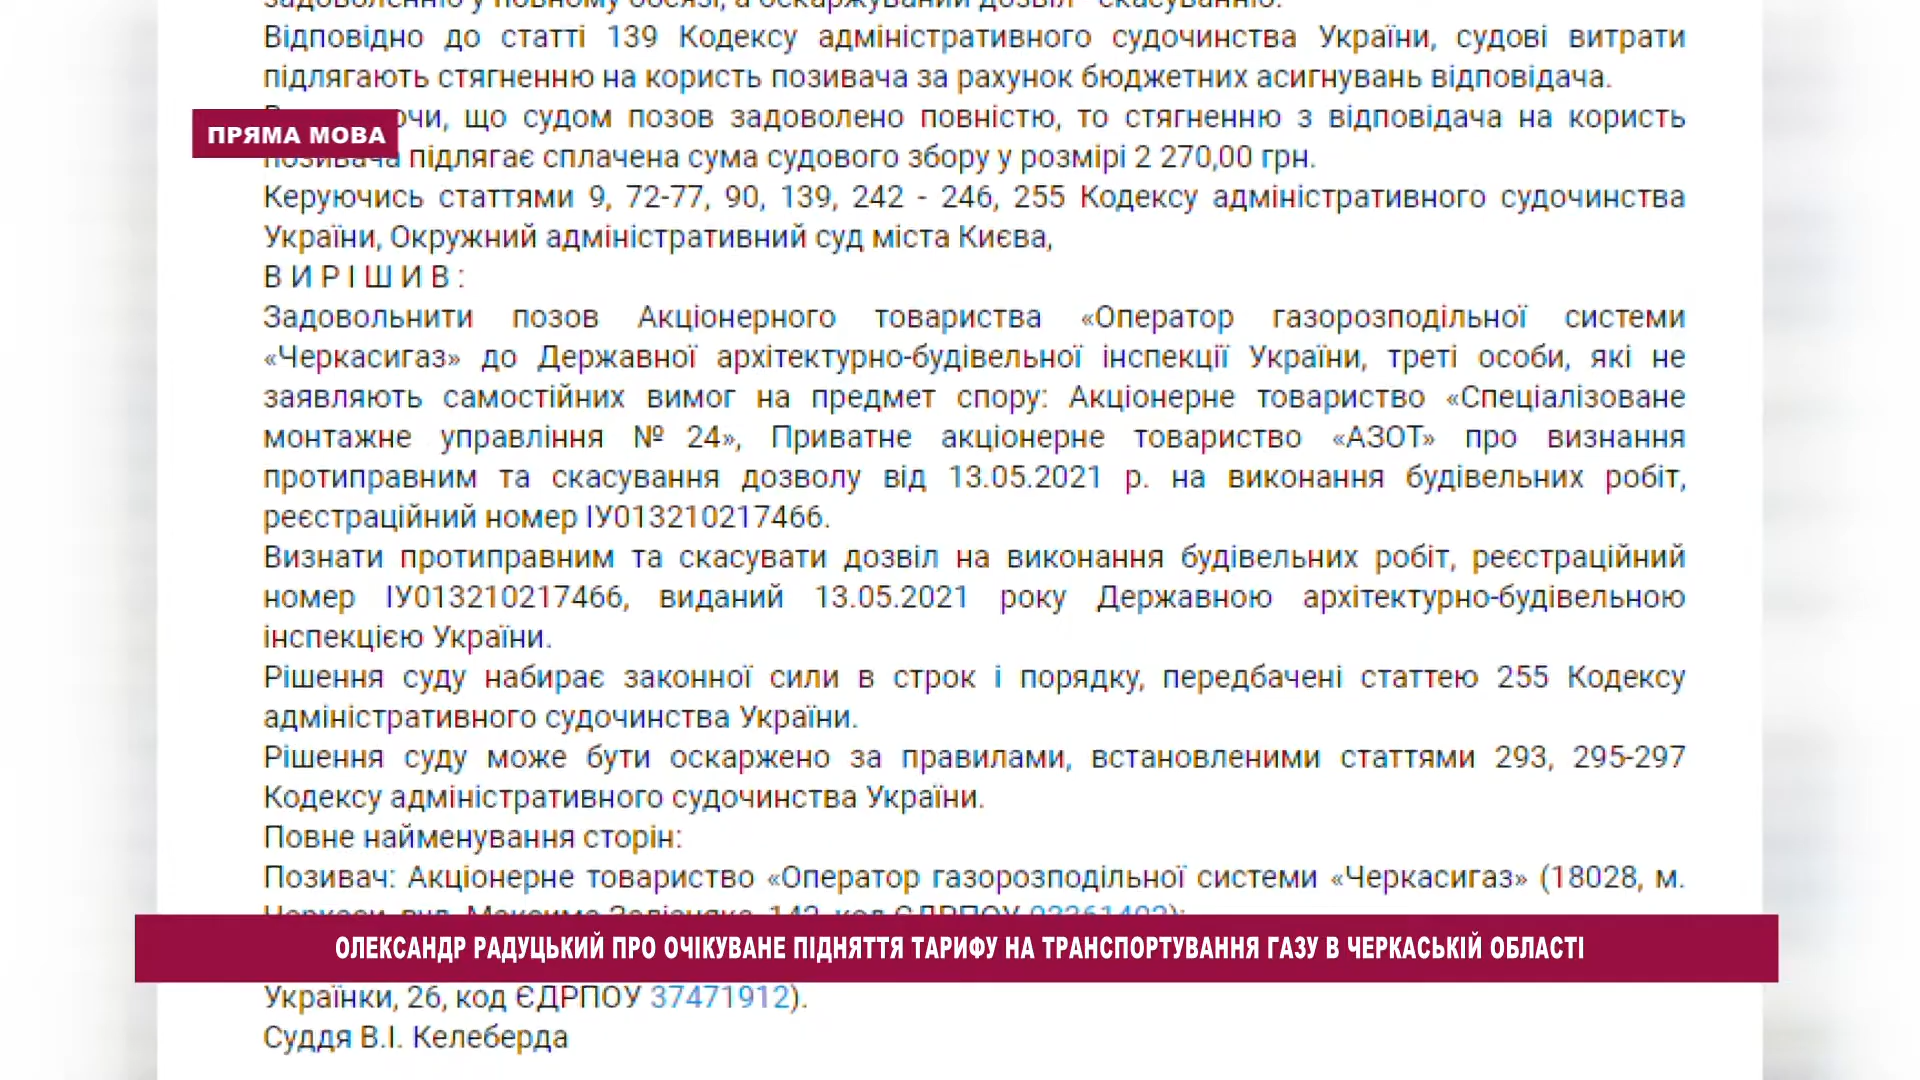 Відповідно до статті 139 Кодексу адміністративного судочинства України, судові витрати
підлягають стягненню на користь позивача за рахунок бюджетних асигнувань відповідача.
що судом позов задоволено повністю, то стягненню з відповідача на користь
ПРЯМА МОВА
позивача підлягає сплачена сума судового збору у розмірі 2 270,00 грн.
Керуючись статтями 9, 72-77, 90, 139, 242 - 246, 255 Кодексу адміністративного судочинства
України, Окружний адміністративний суд міста Києва,
В И Р І Ш И В :
Задовольнити позов Акціонерного товариства «Оператор газорозподільної системи
«Черкасигаз» до Державної архітектурно-будівельної інспекції України, треті особи, які не
заявляють самостійних вимог на предмет спору: Акціонерне товариство «Спеціалізоване
монтажне управління № 24», Приватне акціонерне товариство «АЗОТ» про визнання
протиправним та скасування дозволу від 13.05.2021 р. на виконання будівельних робіт,
реєстраційний номер ІУ013210217466.
Визнати протиправним та скасувати дозвіл на виконання будівельних робіт, реєстраційний
номер ІУ013210217466, виданий 13.05.2021 року Державною архітектурно-будівельною
інспекцією України.
Рішення суду набирає законної сили в строк і порядку, передбачені статтею 255 Кодексу
адміністративного судочинства України.
Рішення суду може бути оскаржено за правилами, встановленими статтями 293, 295-297
Кодексу адміністративного судочинства України.
Повне найменування сторін:
Позивач: Акціонерне товариство «Оператор газорозподільної системи «Черкасигаз» (18028, м.
ОЛЕКСАНДР РАДУЦЬКИЙ ПРО ОЧІКУВАНЕ ПІДНЯТТЯ ТАРИФУ НА ТРАНСПОРТУВАННЯ ГАЗУ В ЧЕРКАСЬКІЙ ОБЛАСТІ
Українки, 26, код ЄДРПОУ 37471912).
Суддя В.І. Келеберда